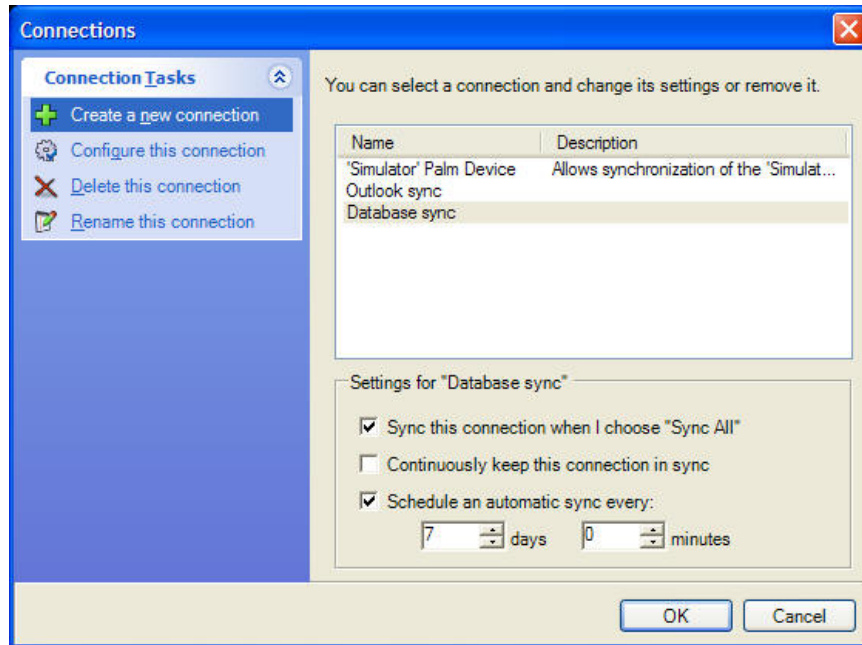 Connections
Connection Tasks
Create a new connection
Configure this connection
Delete this connection
Rename this connection
You can select a connection and change its settings or remove it.
Name Description
'Simulator' Palm Device Allows synchronization of the 'Simulat...
Outlook sync
Database sync
Settings for "Database sync"
Sync this connection when I choose "Sync All"
Continuously keep this connection in sync
Schedule an automatic sync every:
7 days 0 minutes
OK Cancel